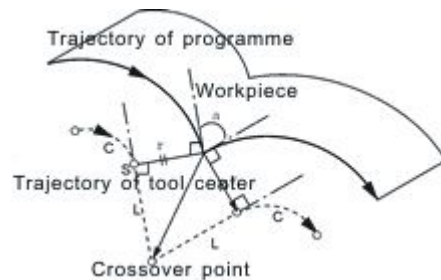 Trajectory of programme
Workpiece
a
r
C
S
Trajectory of tool center
L
C
L
Crossover point